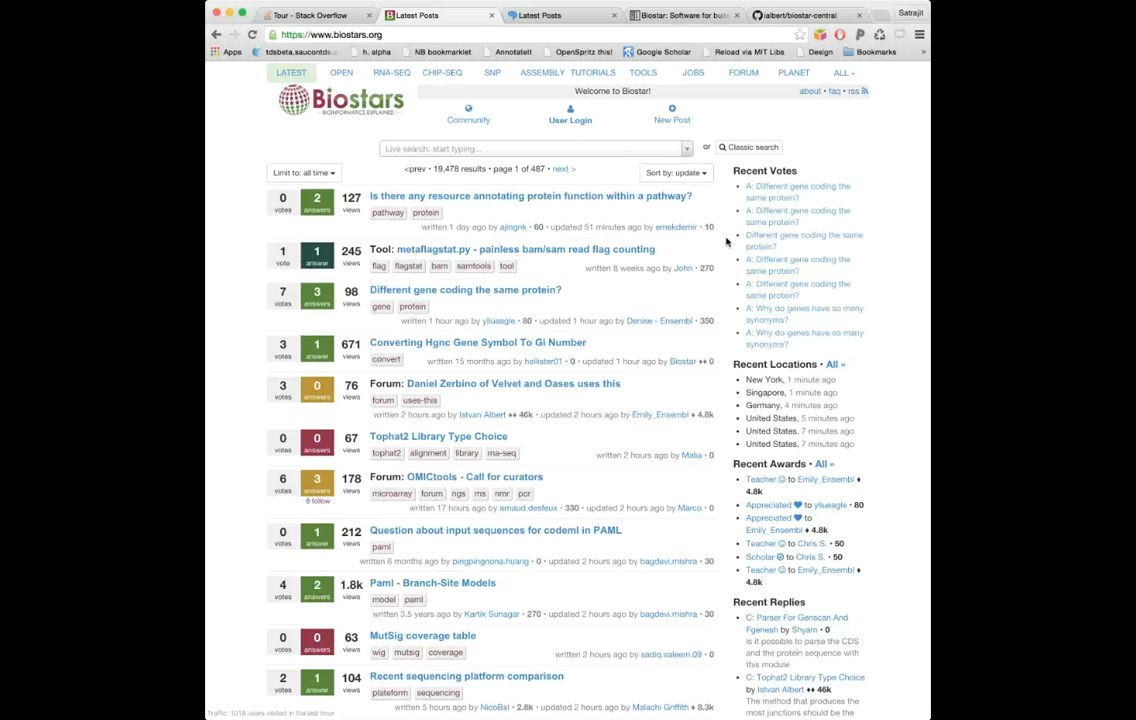 Tour - Stack Overflow
Latest Posts
Latest Posts
Biostar: Software for buil
ialbert/biostar-central
Satrajit
https://www.biostars.org
Apps
tdsbeta.saucontds.c
h. alpha
NB bookmarklet
AnnotateIt
OpenSpritz this!
Google Scholar
Reload via MIT Libs
Design
Bookmarks
»
LATEST OPEN RNA-SEQ CHIP-SEQ SNP ASSEMBLY TUTORIALS TOOLS JOBS FORUM PLANET ALL
Biostars
BIOINFORMATICS EXPLAINED
Welcome to Biostar!
about • faq • rss
Community
User Login
New Post
Live search: start typing...
or
Classic search
Limit to: all time
<prev • 19,478 results • page 1 of 487 • next >
Sort by: update
0 votes
2 answers
127 views
Is there any resource annotating protein function within a pathway?
pathway protein
written 1 day ago by ajingnk • 60 • updated 51 minutes ago by emekdemir • 10
1 vote
1 answer
245 views
Tool: metaflagstat.py - painless bam/sam read flag counting
flag flagstat bam samtools tool
written 8 weeks ago by John • 270
7 votes
3 answers
98 views
Different gene coding the same protein?
gene protein
written 1 hour ago by yliueagle • 80 • updated 1 hour ago by Denise - Ensembl • 350
3 votes
1 answer
671 views
Converting Hgnc Gene Symbol To Gi Number
convert
written 15 months ago by hallister01 • 0 • updated 1 hour ago by Biostar ♦♦ 0
3 votes
0 answers
76 views
Forum: Daniel Zerbino of Velvet and Oases uses this
forum uses-this
written 2 hours ago by Istvan Albert ♦♦ 46k • updated 2 hours ago by Emily_Ensembl ♦ 4.8k
0 votes
0 answers
67 views
Tophat2 Library Type Choice
tophat2 alignment library rna-seq
written 2 hours ago by Malia • 0
6 votes
3 answers
178 views
8 follow
Forum: OMICtools - Call for curators
microarray forum ngs ms nmr pcr
written 17 hours ago by arnaud.desfeux • 330 • updated 2 hours ago by Marco • 0
0 votes
1 answer
212 views
Question about input sequences for codeml in PAML
paml
written 6 months ago by pingpingnona.huang • 0 • updated 2 hours ago by bagdevi.mishra • 30
4 votes
2 answers
1.8k views
Paml - Branch-Site Models
model paml
written 3.5 years ago by Kartik Sunagar • 270 • updated 2 hours ago by bagdevi.mishra • 30
0 votes
0 answers
63 views
MutSig coverage table
wig mutsig coverage
written 2 hours ago by sadiq.saleem.09 • 0
2 votes
1 answer
104 views
Recent sequencing platform comparison
plateform sequencing
written 5 hours ago by NicoBxl • 2.8k • updated 2 hours ago by Malachi Griffith ♦ 8.3k
Recent Votes
A: Different gene coding the
same protein?
A: Different gene coding the
same protein?
Different gene coding the same
protein?
A: Different gene coding the
same protein?
A: Different gene coding the
same protein?
A: Why do genes have so many
synonyms?
A: Why do genes have so many
synonyms?
Recent Locations • All »
New York, 1 minute ago
Singapore, 1 minute ago
Germany, 4 minutes ago
United States, 5 minutes ago
United States, 7 minutes ago
United States, 7 minutes ago
Recent Awards • All »
Teacher to Emily_Ensembl ♦
4.8k
Appreciated to yliueagle • 80
Appreciated to
Emily_Ensembl ♦ 4.8k
Teacher to Chris S. • 50
Scholar to Chris S. • 50
Teacher to Emily_Ensembl ♦
4.8k
Recent Replies
C: Parser For Genscan And
Fgenesh by Shyam • 0
is it possible to parse the CDS
and the protein sequence with
this module
C: Tophat2 Library Type Choice
by Istvan Albert ♦♦ 46k
The method that produces the
most junctions should be the
Traffic: 1018 users visited in the last hour